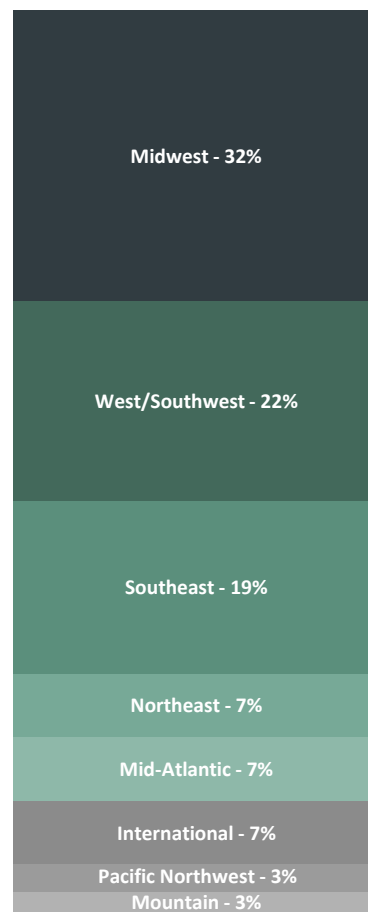 Midwest - 32%
West/Southwest - 22%
Southeast - 19%
Northeast - 7%
Mid-Atlantic - 7%
International - 7%
Pacific Northwest - 3%
Mountain - 3%